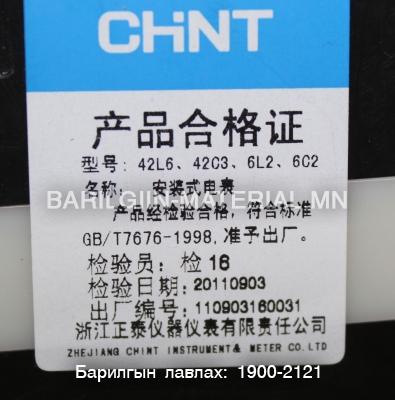 CHINT
产品合格证
型号: 42L6、42C3、6L2、6C2
BARILGIIN-MATERIAL.MN
名称: 安装式电表
产品经检验合格,符合标准
GB/T7676-1998,准予出厂。
检验员: 检16
检验日期: 20110903
出厂编号: 110903160031
浙江正泰仪器仪表有限责任公司
ZHEJIANG CHINT INSTRUMENT& METER CO.LTD
Барилгын лавлах: 1900-2121